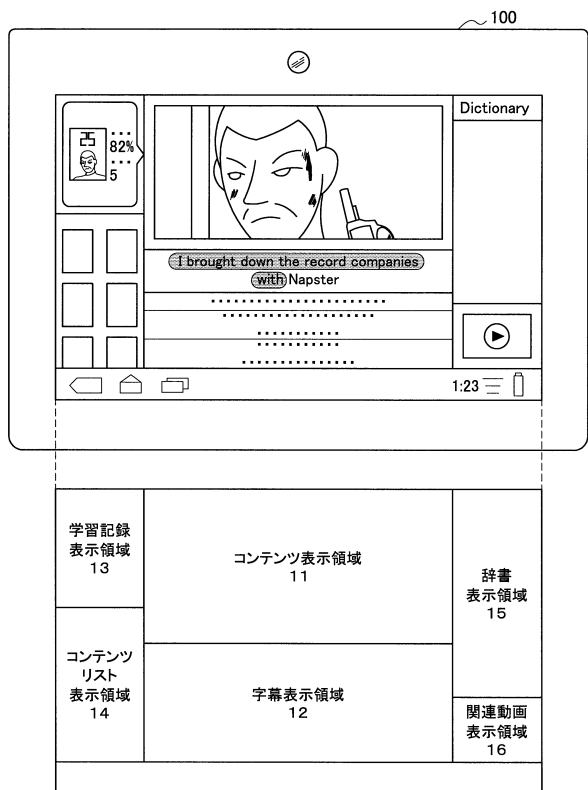 100
凸
82%
5
Dictionary
I brought down the record companies
with Napster
1:23
学習記録
表示領域
13
コンテンツ表示領域
11
辞書
表示領域
15
コンテンツ
リスト
表示領域
14
字幕表示領域
12
関連動画
表示領域
16